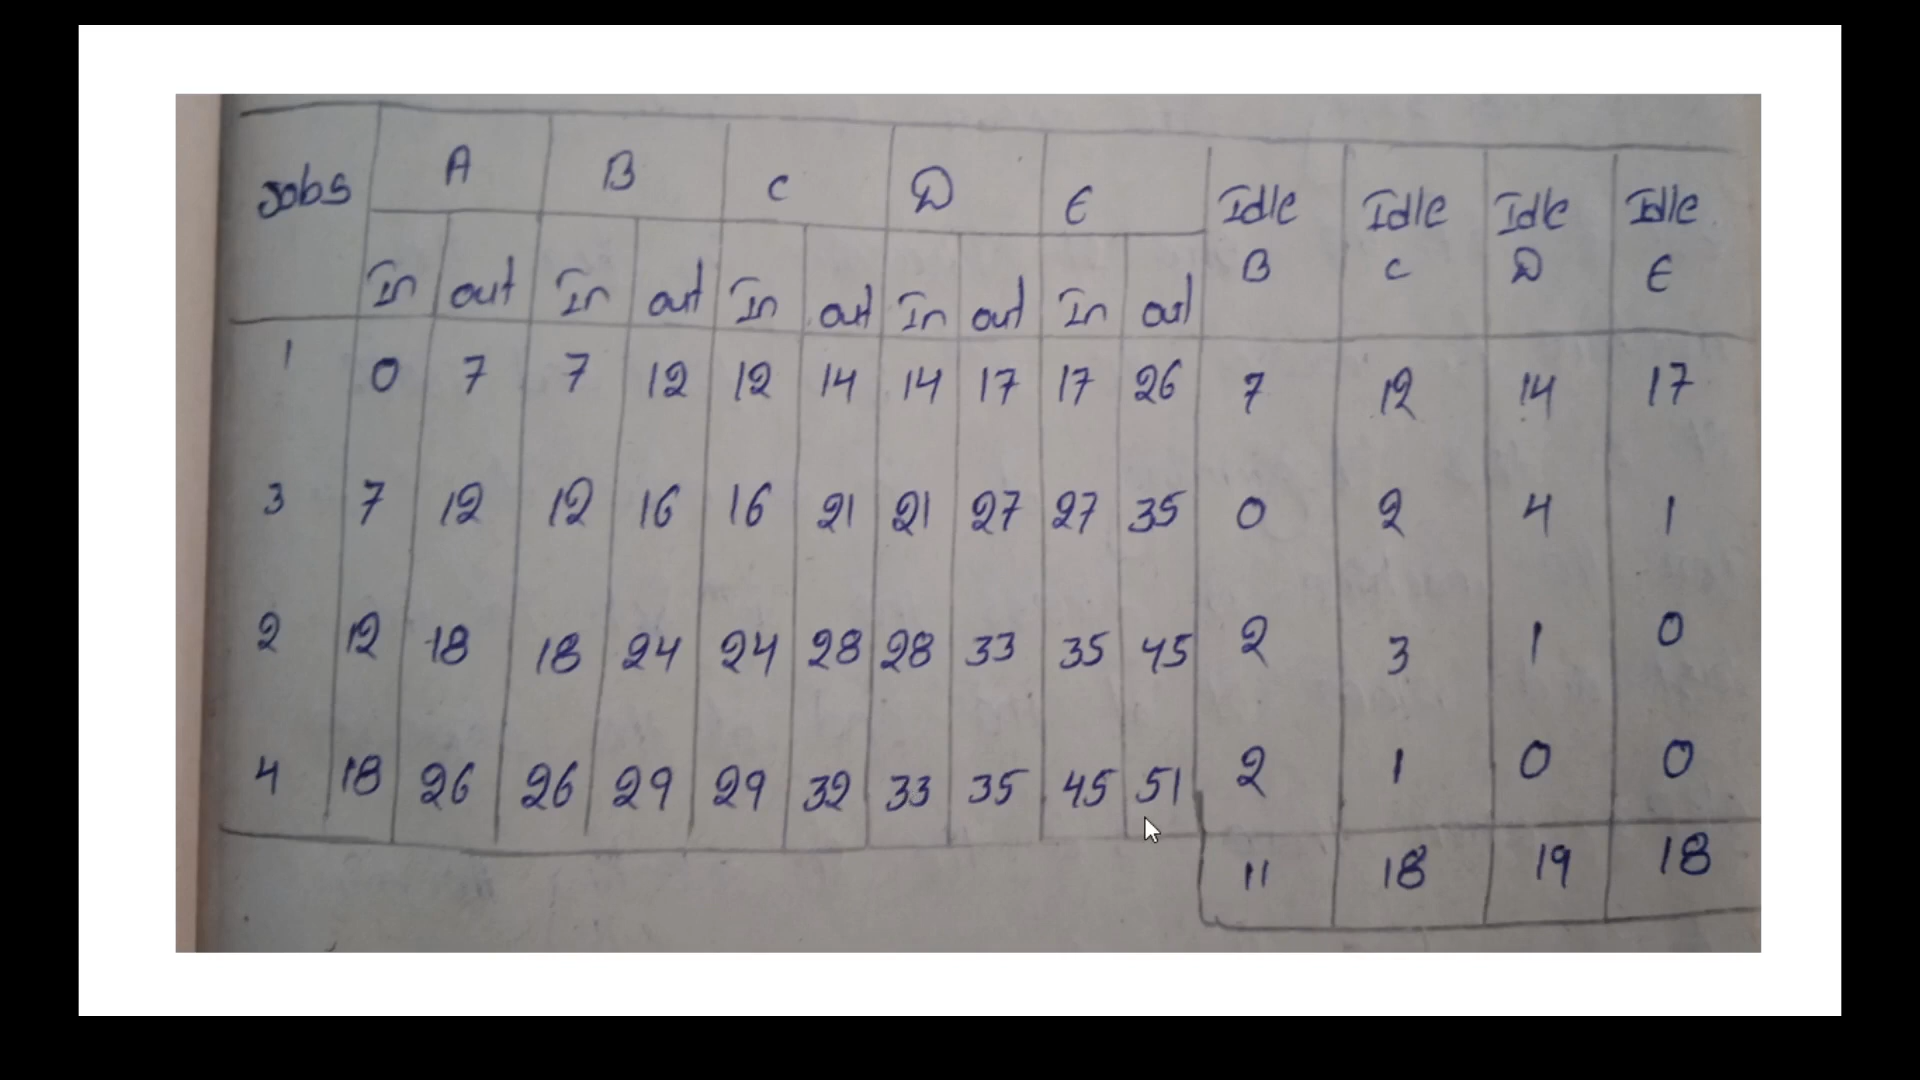 Jobs A B C D E Idle B Idle C Idle D Idle E
In out In out In out In out In out
1 0 7 7 12 12 14 14 17 17 26 7 12 14 17
3 7 12 12 16 16 21 21 27 27 35 0 2 4 1
2 12 18 18 24 24 28 28 33 35 45 2 3 1 0
4 18 26 26 29 29 32 33 35 45 51 2 1 0 0
11 18 19 18